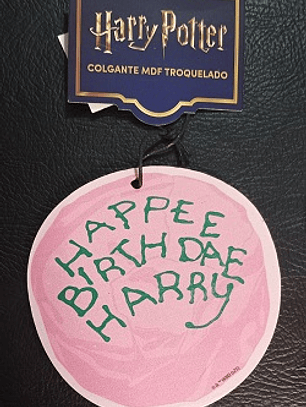 Harry Potter
COLGANTE MDF TROQUELADO
HAPPEE
BIRTHDAE
HARRY